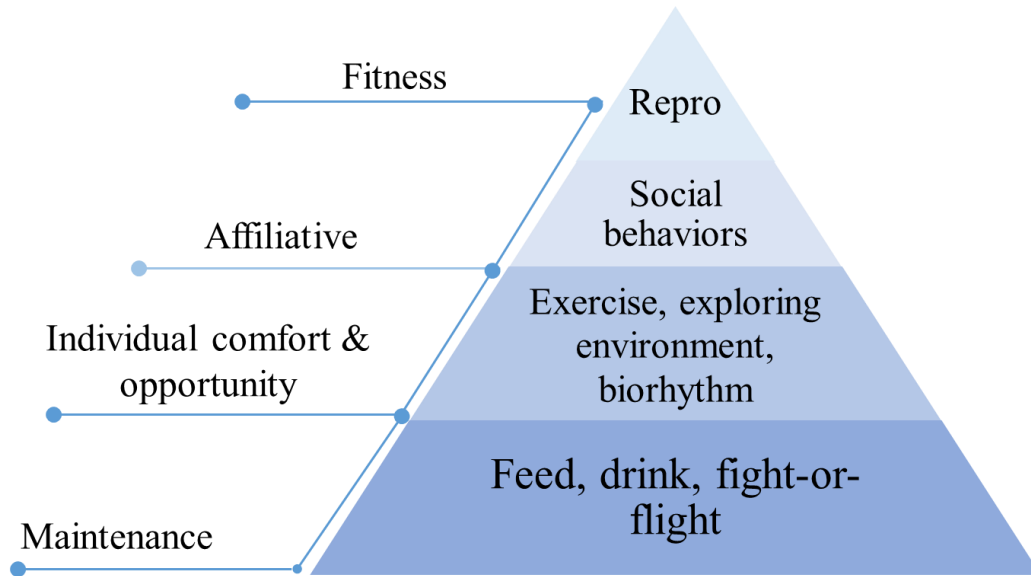 Fitness
Repro
Affiliative
Social
behaviors
Individual comfort &
opportunity
Exercise, exploring
environment,
biorhythm
Maintenance
Feed, drink, fight-or-
flight